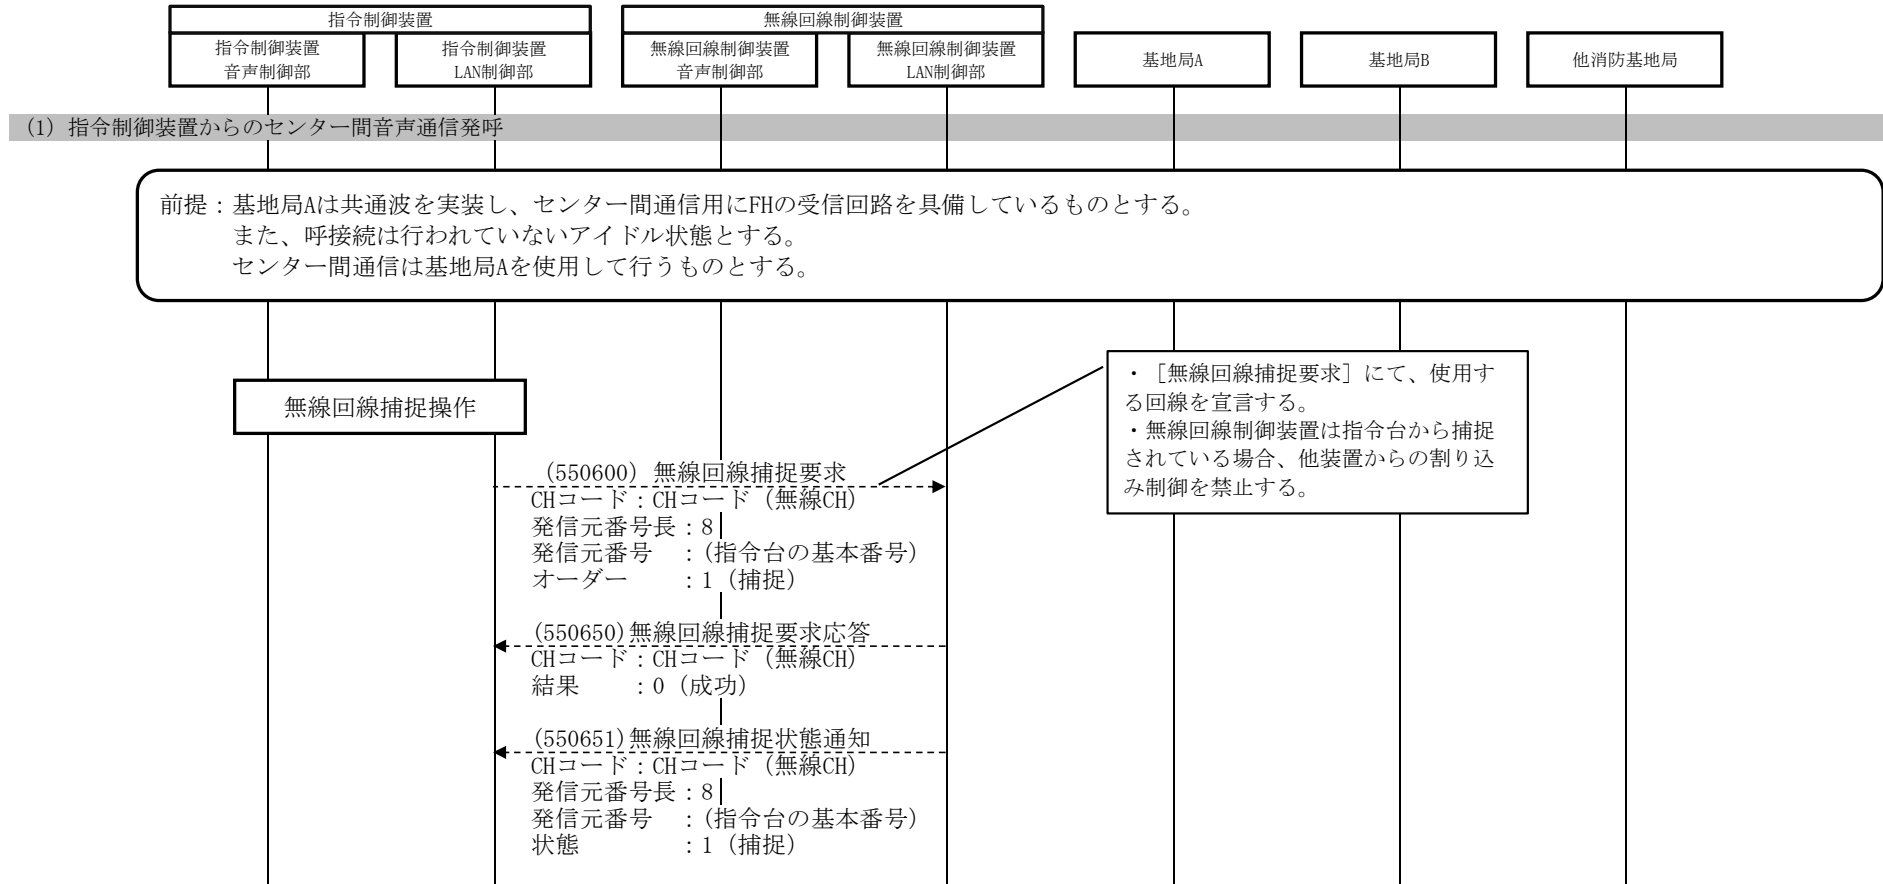 指令制御装置
無線回線制御装置
指令制御装置
音声制御部
指令制御装置
LAN制御部
無線回線制御装置
音声制御部
無線回線制御装置
LAN制御部
基地局A
基地局B
他消防基地局
(1) 指令制御装置からのセンター間音声通信発呼
前提：基地局Aは共通波を実装し、センター間通信用にFHの受信回路を具備しているものとする。
また、呼接続は行われていないアイドル状態とする。
センター間通信は基地局Aを使用して行うものとする。
無線回線捕捉操作
・［無線回線捕捉要求］にて、使用す
る回線を宣言する。
・無線回線制御装置は指令台から捕捉
されている場合、他装置からの割り込
み制御を禁止する。
(550600) 無線回線捕捉要求
CHコード：CHコード (無線CH)
発信元番号長：8
発信元番号　：(指令台の基本番号)
オーダー　　：1 (捕捉)
(550650)無線回線捕捉要求応答
CHコード：CHコード (無線CH)
結果　　：0 (成功)
(550651)無線回線捕捉状態通知
CHコード：CHコード (無線CH)
発信元番号長：8
発信元番号　：(指令台の基本番号)
状態　　　　：1 (捕捉)